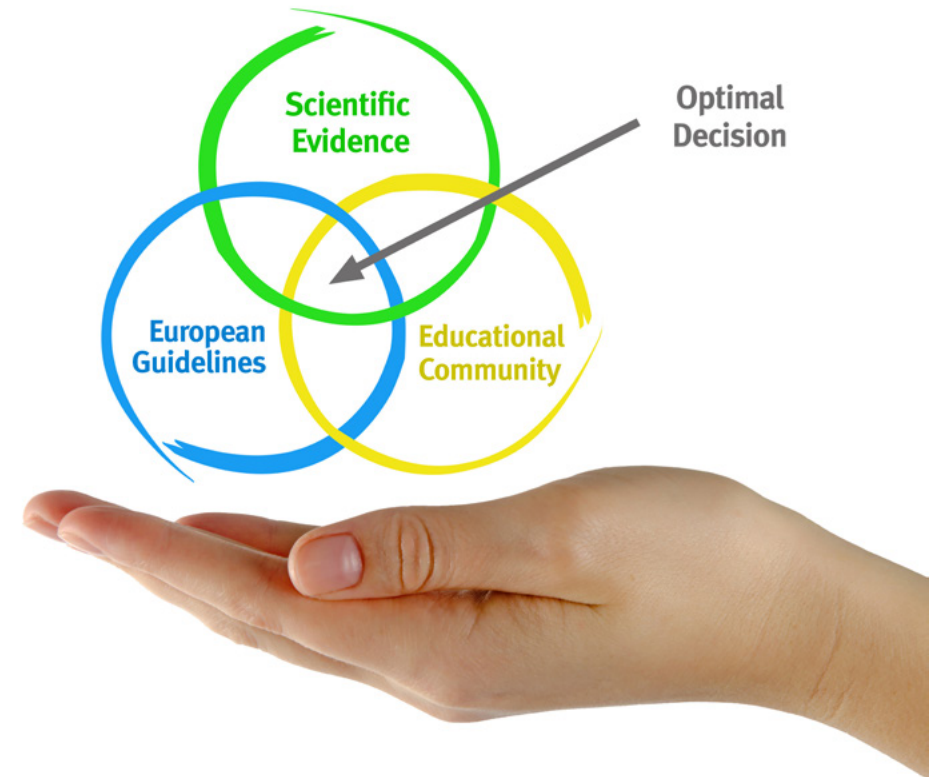 Scientific
Evidence
Optimal
Decision
European
Guidelines
Educational
Community